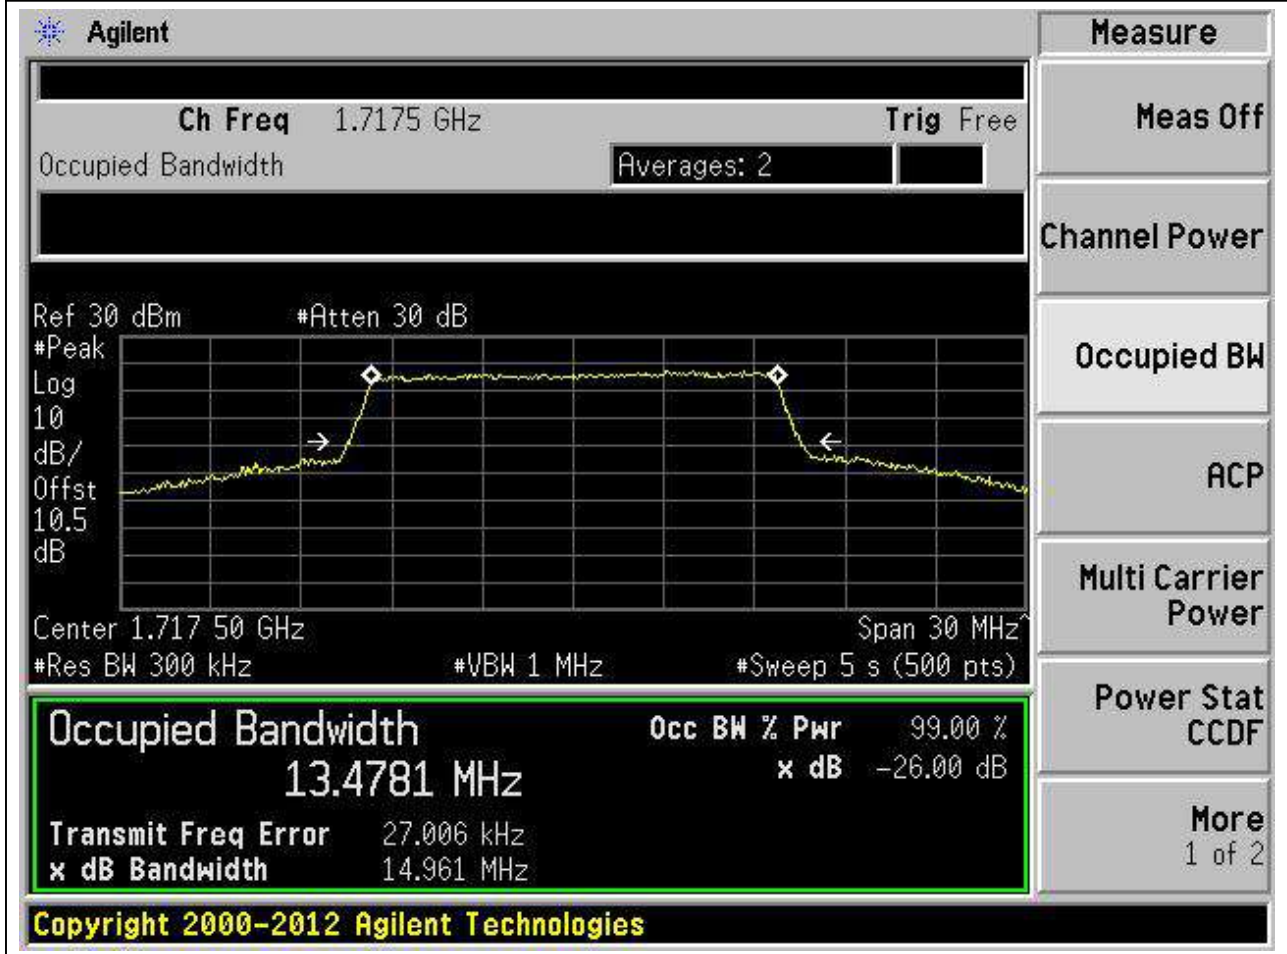 Agilent
Measure
Ch Freq 1.7175 GHz Trig Free
Occupied Bandwidth Averages: 2
Meas Off
Channel Power
Occupied BW
ACP
Multi Carrier
Power
Power Stat
CCDF
More
1 of 2
Ref 30 dBm #Atten 30 dB
#Peak
Log
10
dB/
Offst
10.5
dB
Center 1.717 50 GHz Span 30 MHz^
#Res BW 300 kHz #VBW 1 MHz #Sweep 5 s (500 pts)
Occupied Bandwidth Occ BW % Pwr 99.00 %
13.4781 MHz x dB -26.00 dB
Transmit Freq Error 27.006 kHz
x dB Bandwidth 14.961 MHz
Copyright 2000-2012 Agilent Technologies